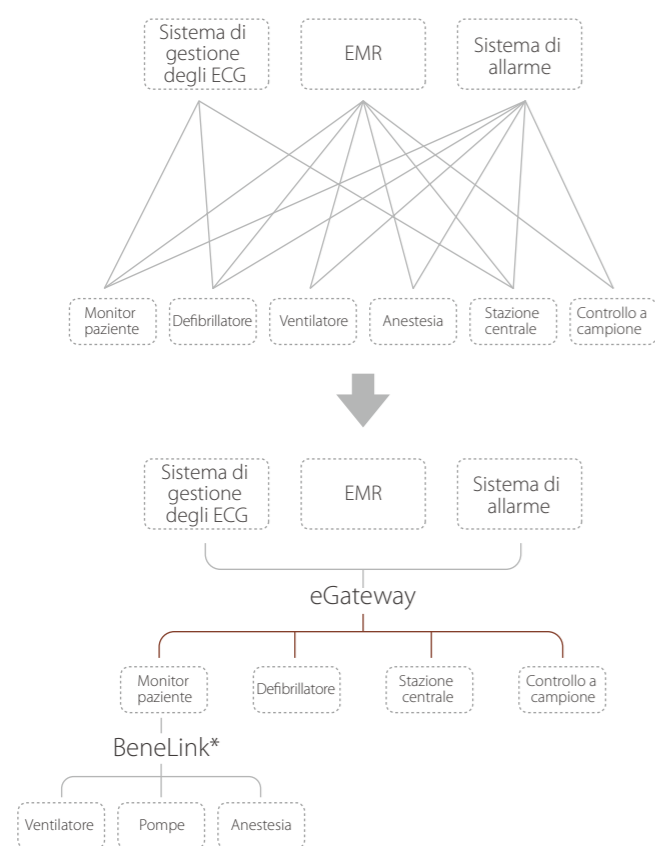 Sistema di
gestione
degli ECG
EMR
Sistema di
allarme
Monitor
paziente
Defibrillatore
Ventilatore
Anestesia
Stazione
centrale
Controllo a
campione
Sistema di
gestione
degli ECG
EMR
Sistema di
allarme
eGateway
Monitor
paziente
Defibrillatore
Stazione
centrale
Controllo a
campione
BeneLink*
Ventilatore
Pompe
Anestesia